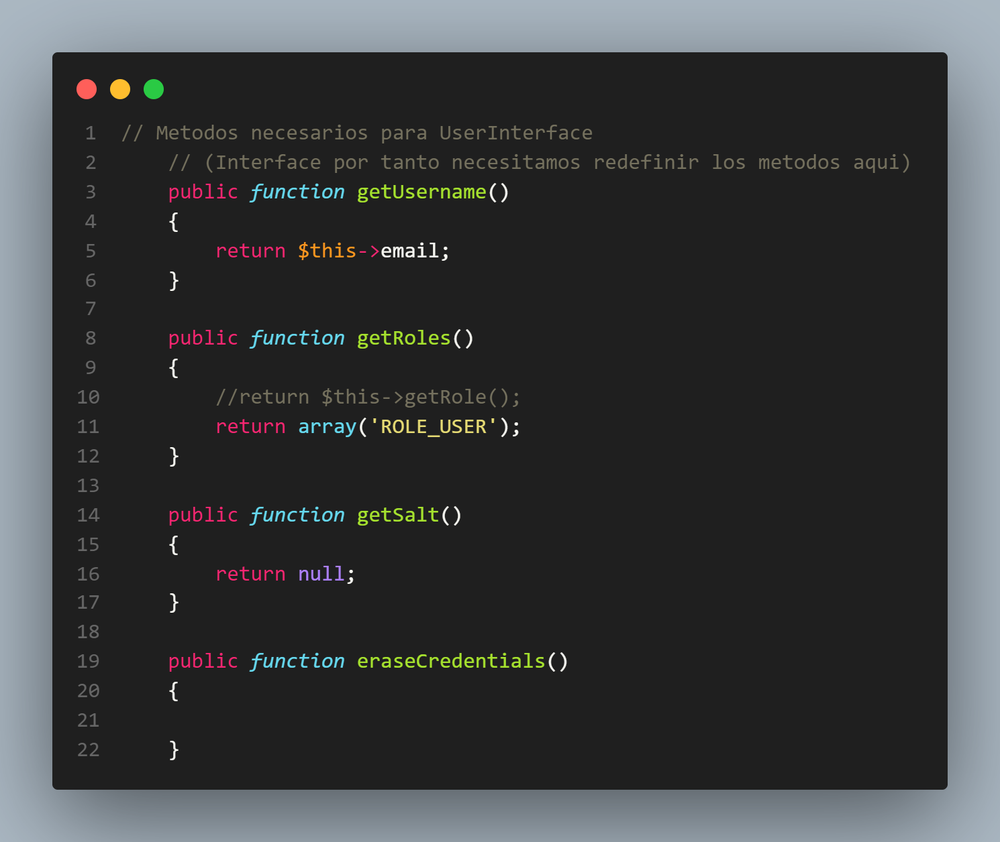 1 // Metodos necesarios para UserInterface
2     // (Interface por tanto necesitamos redefinir los metodos aqui)
3     public function getUsername()
4     {
5         return $this->email;
6     }
7
8     public function getRoles()
9     {
10         //return $this->getRole();
11         return array('ROLE_USER');
12     }
13
14     public function getSalt()
15     {
16         return null;
17     }
18
19     public function eraseCredentials()
20     {
21
22     }